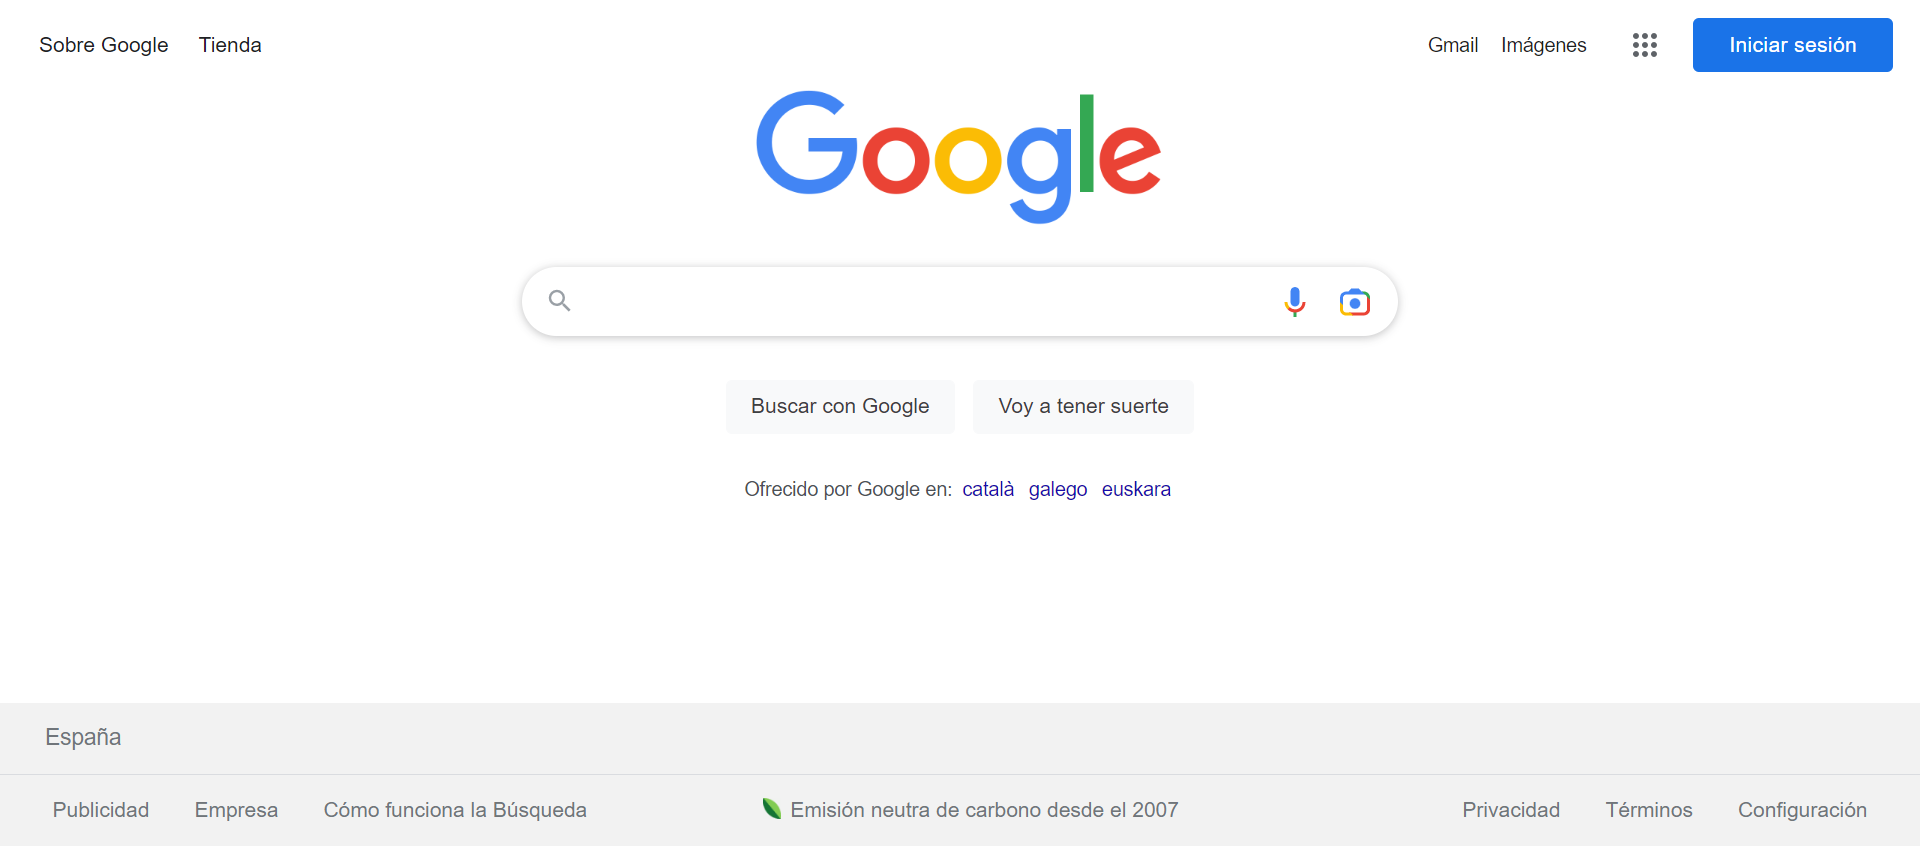 Sobre Google Tienda Gmail Imágenes Iniciar sesión
Google
Buscar con Google Voy a tener suerte
Ofrecido por Google en: català galego euskara
España
Publicidad Empresa Cómo funciona la Búsqueda Emisión neutra de carbono desde el 2007 Privacidad Términos Configuración